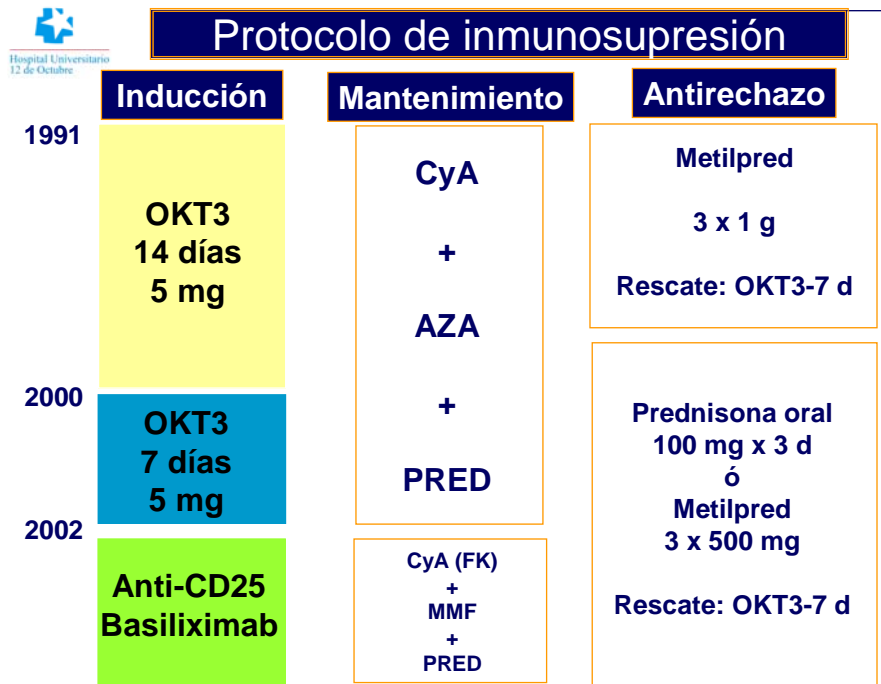 Hospital Universitario
12 de Octubre
Protocolo de inmunosupresión
Inducción
Mantenimiento
Antirechazo
1991
OKT3
14 días
5 mg
2000
OKT3
7 días
5 mg
2002
Anti-CD25
Basiliximab
CyA
+
AZA
+
PRED
CyA (FK)
+
MMF
+
PRED
Metilpred
3 x 1 g
Rescate: OKT3-7 d
Prednisona oral
100 mg x 3 d
ó
Metilpred
3 x 500 mg
Rescate: OKT3-7 d